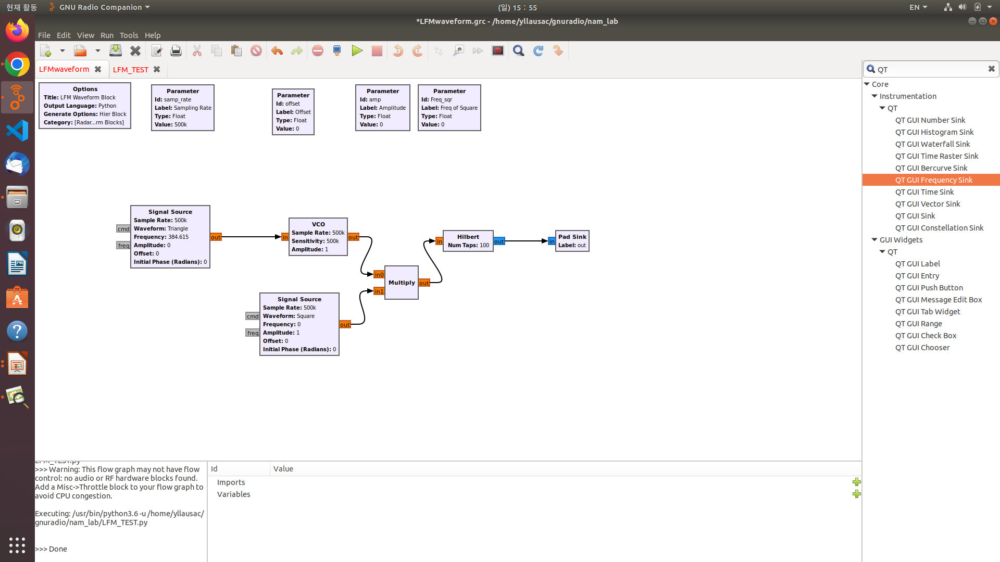 현재 활동
GNU Radio Companion
(일) 15 : 55
EN
*LFMwaveform.grc - /home/yllausac/gnuradio/nam_lab
File Edit View Run Tools Help
LFMwaveform
LFM_TEST
Options
Title: LFM Waveform Block
Output Language: Python
Generate Options: Hier Block
Category: [Radar...rm Blocks]
Parameter
Id: samp_rate
Label: Sampling Rate
Type: Float
Value: 500k
Parameter
Id: offset
Label: Offset
Type: Float
Value: 0
Parameter
Id: amp
Label: Amplitude
Type: Float
Value: 0
Parameter
Id: Freq_sqr
Label: Freq of Square
Type: Float
Value: 0
cmd
freq
Signal Source
Sample Rate: 500k
Waveform: Triangle
Frequency: 384.615
Amplitude: 0
Offset: 0
Initial Phase (Radians): 0
out
in
VCO
Sample Rate: 500k
Sensitivity: 500k
Amplitude: 1
out
cmd
freq
Signal Source
Sample Rate: 500k
Waveform: Square
Frequency: 0
Amplitude: 1
Offset: 0
Initial Phase (Radians): 0
out
in0
in1
Multiply
out
in
Hilbert
Num Taps: 100
out
in
Pad Sink
Label: out
QT
Core
Instrumentation
QT
QT GUI Number Sink
QT GUI Histogram Sink
QT GUI Waterfall Sink
QT GUI Time Raster Sink
QT GUI Bercurve Sink
QT GUI Frequency Sink
QT GUI Time Sink
QT GUI Vector Sink
QT GUI Sink
QT GUI Constellation Sink
GUI Widgets
QT
QT GUI Label
QT GUI Entry
QT GUI Push Button
QT GUI Message Edit Box
QT GUI Tab Widget
QT GUI Range
QT GUI Check Box
QT GUI Chooser
LFM_TEST.py
>>> Warning: This flow graph may not have flow
control: no audio or RF hardware blocks found.
Add a Misc->Throttle block to your flow graph to
avoid CPU congestion.
Executing: /usr/bin/python3.6 -u /home/yllausac/
gnuradio/nam_lab/LFM_TEST.py
>>> Done
Id Value
Imports
Variables